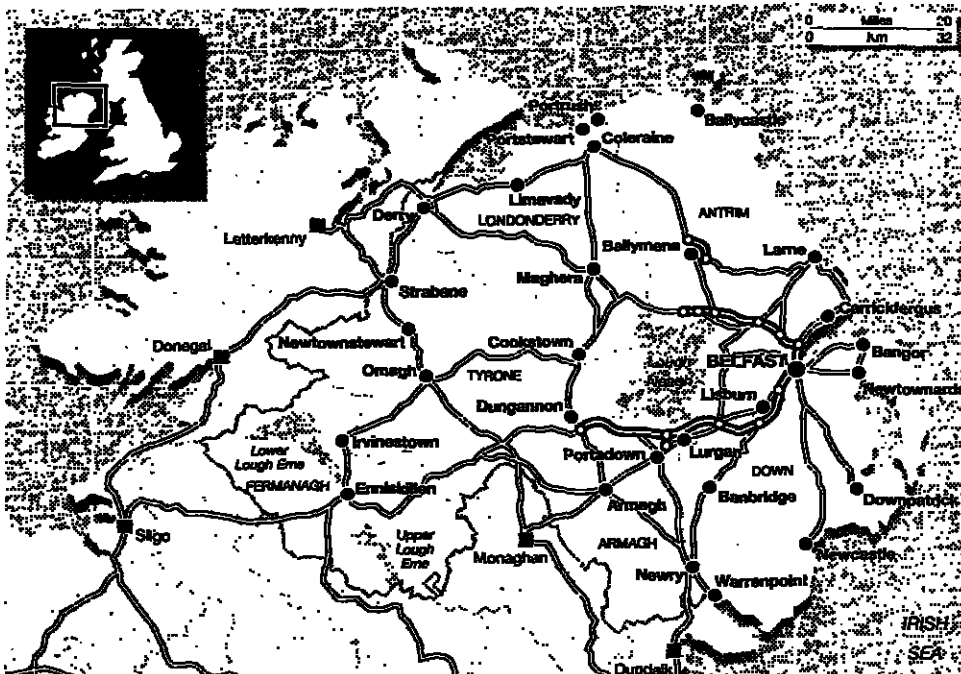 0 Miles 20
0 km 32
Portrush
Portstewart
Ballycastle
Coleraine
Limavady
Derry
LONDONDERRY
ANTRIM
Letterkenny
Ballymena
Larne
Maghera
Strabane
Carrickfergus
Newtownstewart
Cookstown
Donegal
BELFAST
Bangor
Omagh
TYRONE
Lough
Neagh
Newtownards
Dungannon
Lisburn
Irvinestown
Lower
Lough Erne
Portadown
Lurgan
FERMANAGH
DOWN
Enniskillen
Armagh
Banbridge
Downpatrick
Sligo
Upper
Lough
Erne
Monaghan
ARMAGH
Newcastle
Newry
Warrenpoint
IRISH
SEA
Dundalk